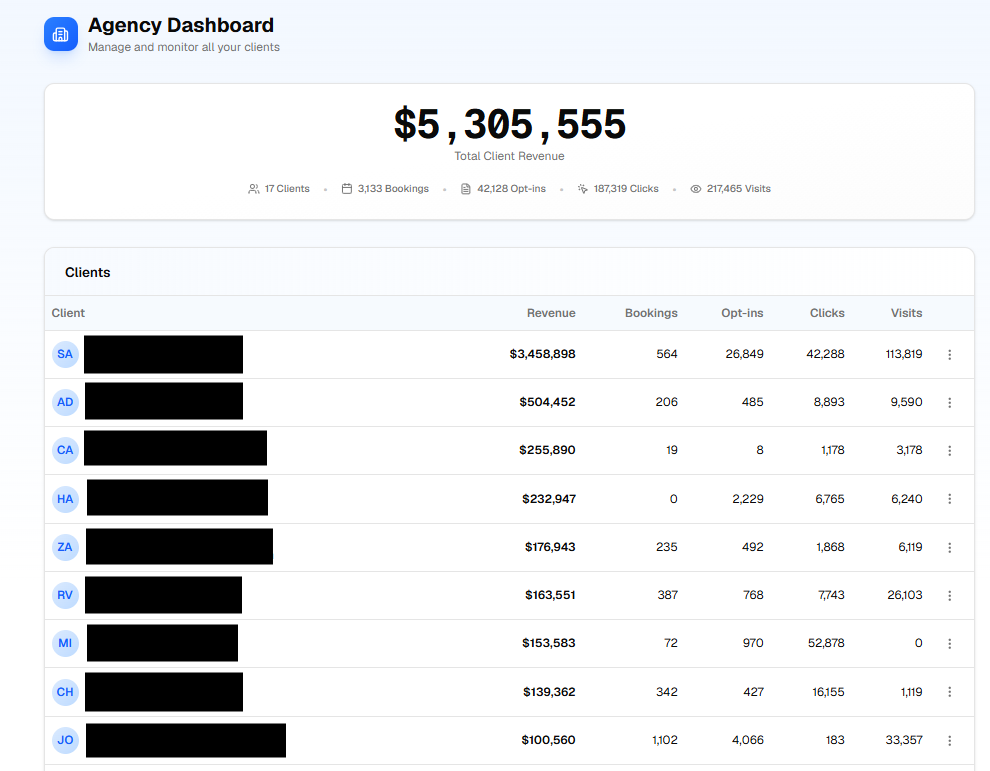 Agency Dashboard
Manage and monitor all your clients
$5,305,555
Total Client Revenue
17 Clients • 3,133 Bookings • 42,128 Opt-ins • 187,319 Clicks • 217,465 Visits
Clients
Client Revenue Bookings Opt-ins Clicks Visits
SA $3,458,898 564 26,849 42,288 113,819
AD $504,452 206 485 8,893 9,590
CA $255,890 19 8 1,178 3,178
HA $232,947 0 2,229 6,765 6,240
ZA $176,943 235 492 1,868 6,119
RV $163,551 387 768 7,743 26,103
MI $153,583 72 970 52,878 0
CH $139,362 342 427 16,155 1,119
JO $100,560 1,102 4,066 183 33,357